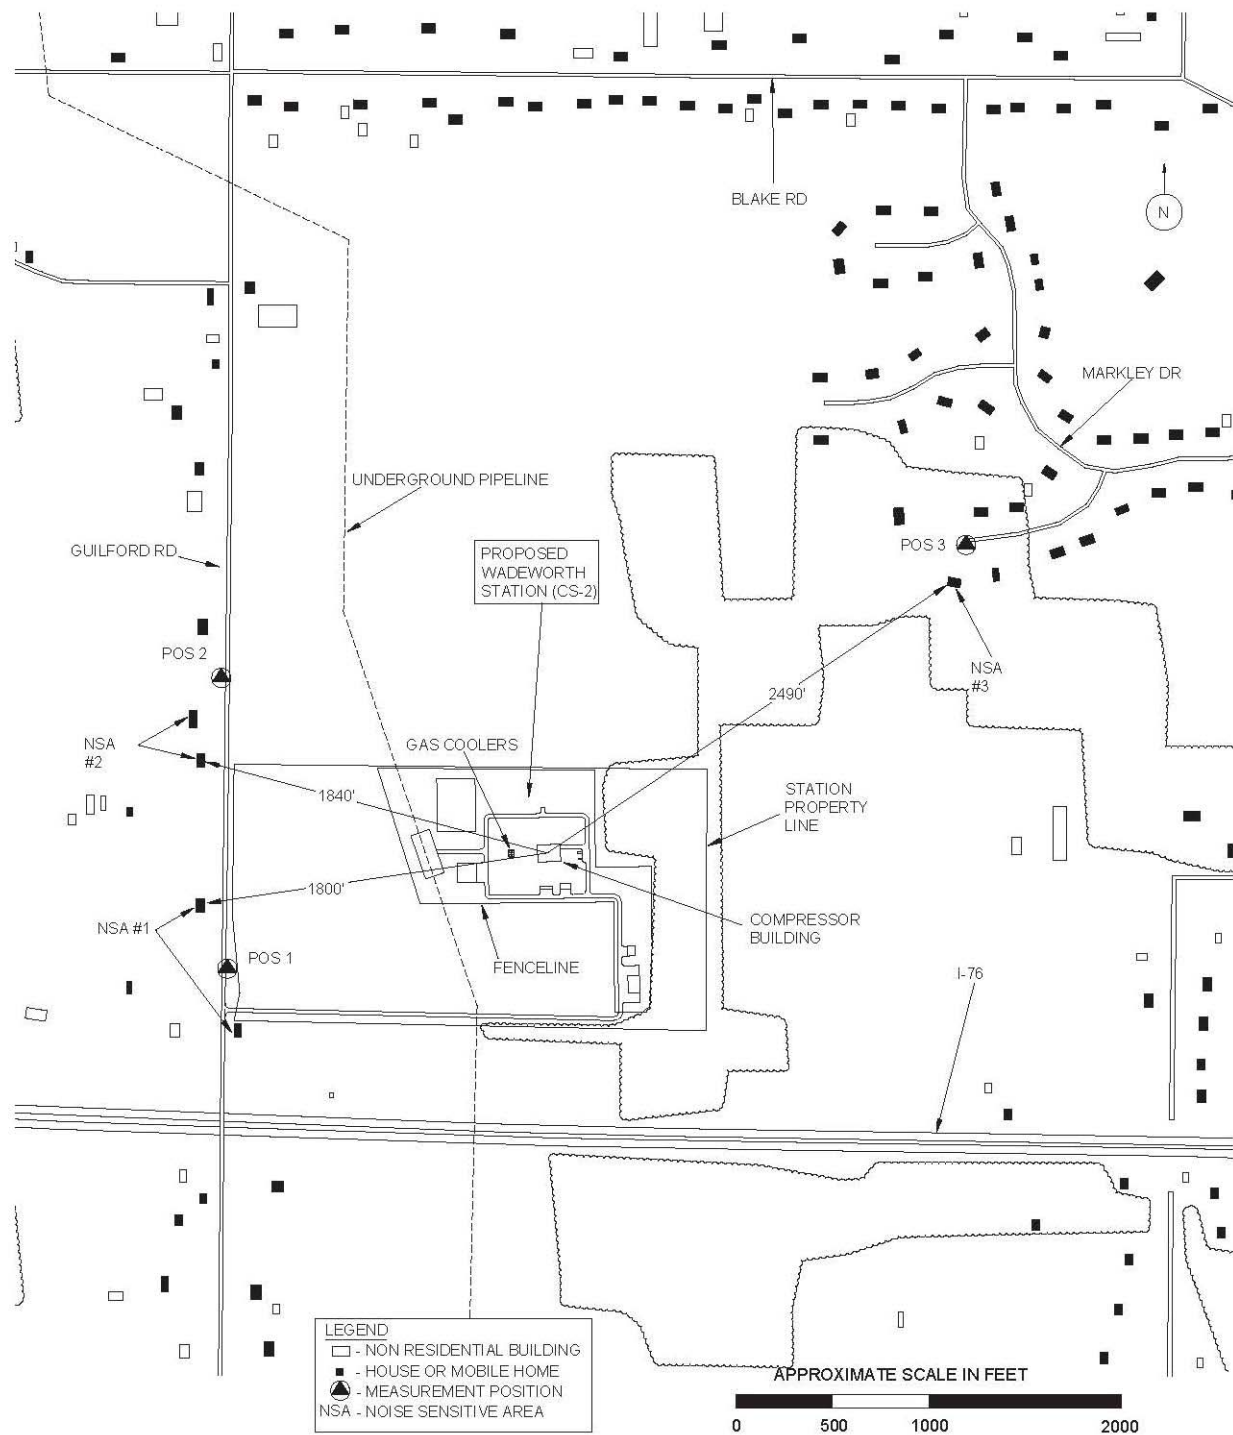 BLAKE RD
N
MARKLEY DR
UNDERGROUND PIPELINE
GUILFORD RD
PROPOSED
WADEWORTH
STATION (CS-2)
POS 3
POS 2
NSA
#3
2490'
NSA
#2
GAS COOLERS
1840'
STATION
PROPERTY
LINE
1800'
NSA #1
COMPRESSOR
BUILDING
POS 1
FENCELINE
I-76
LEGEND
- NON RESIDENTIAL BUILDING
- HOUSE OR MOBILE HOME
- MEASUREMENT POSITION
NSA - NOISE SENSITIVE AREA
APPROXIMATE SCALE IN FEET
0 500 1000 2000